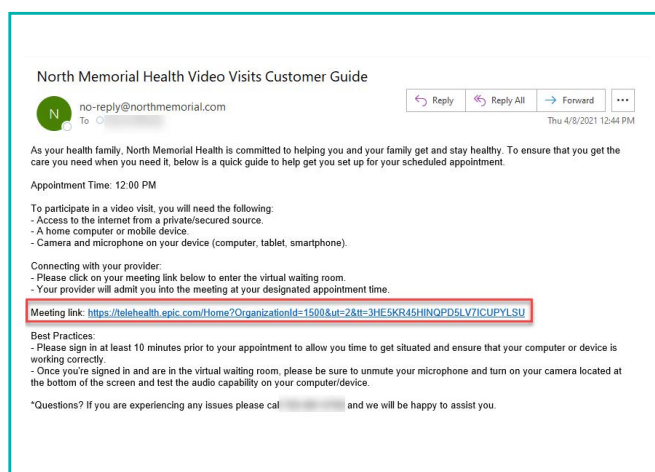 North Memorial Health Video Visits Customer Guide
N
no-reply@northmemorial.com
To
Reply
Reply All
Forward
Thu 4/8/2021 12:44 PM
As your health family, North Memorial Health is committed to helping you and your family get and stay healthy. To ensure that you get the
care you need when you need it, below is a quick guide to help get you set up for your scheduled appointment.
Appointment Time: 12:00 PM
To participate in a video visit, you will need the following:
- Access to the internet from a private/secured source.
- A home computer or mobile device.
- Camera and microphone on your device (computer, tablet, smartphone).
Connecting with your provider:
- Please click on your meeting link below to enter the virtual waiting room.
- Your provider will admit you into the meeting at your designated appointment time.
Meeting link: https://telehealth.epic.com/Home?OrganizationId=1500&ut=2&tt=3HE5KR45HINQPD5LV7ICUPYLSU
Best Practices:
- Please sign in at least 10 minutes prior to your appointment to allow you time to get situated and ensure that your computer or device is
working correctly.
- Once you're signed in and are in the virtual waiting room, please be sure to unmute your microphone and turn on your camera located at
the bottom of the screen and test the audio capability on your computer/device.
*Questions? If you are experiencing any issues please cal and we will be happy to assist you.